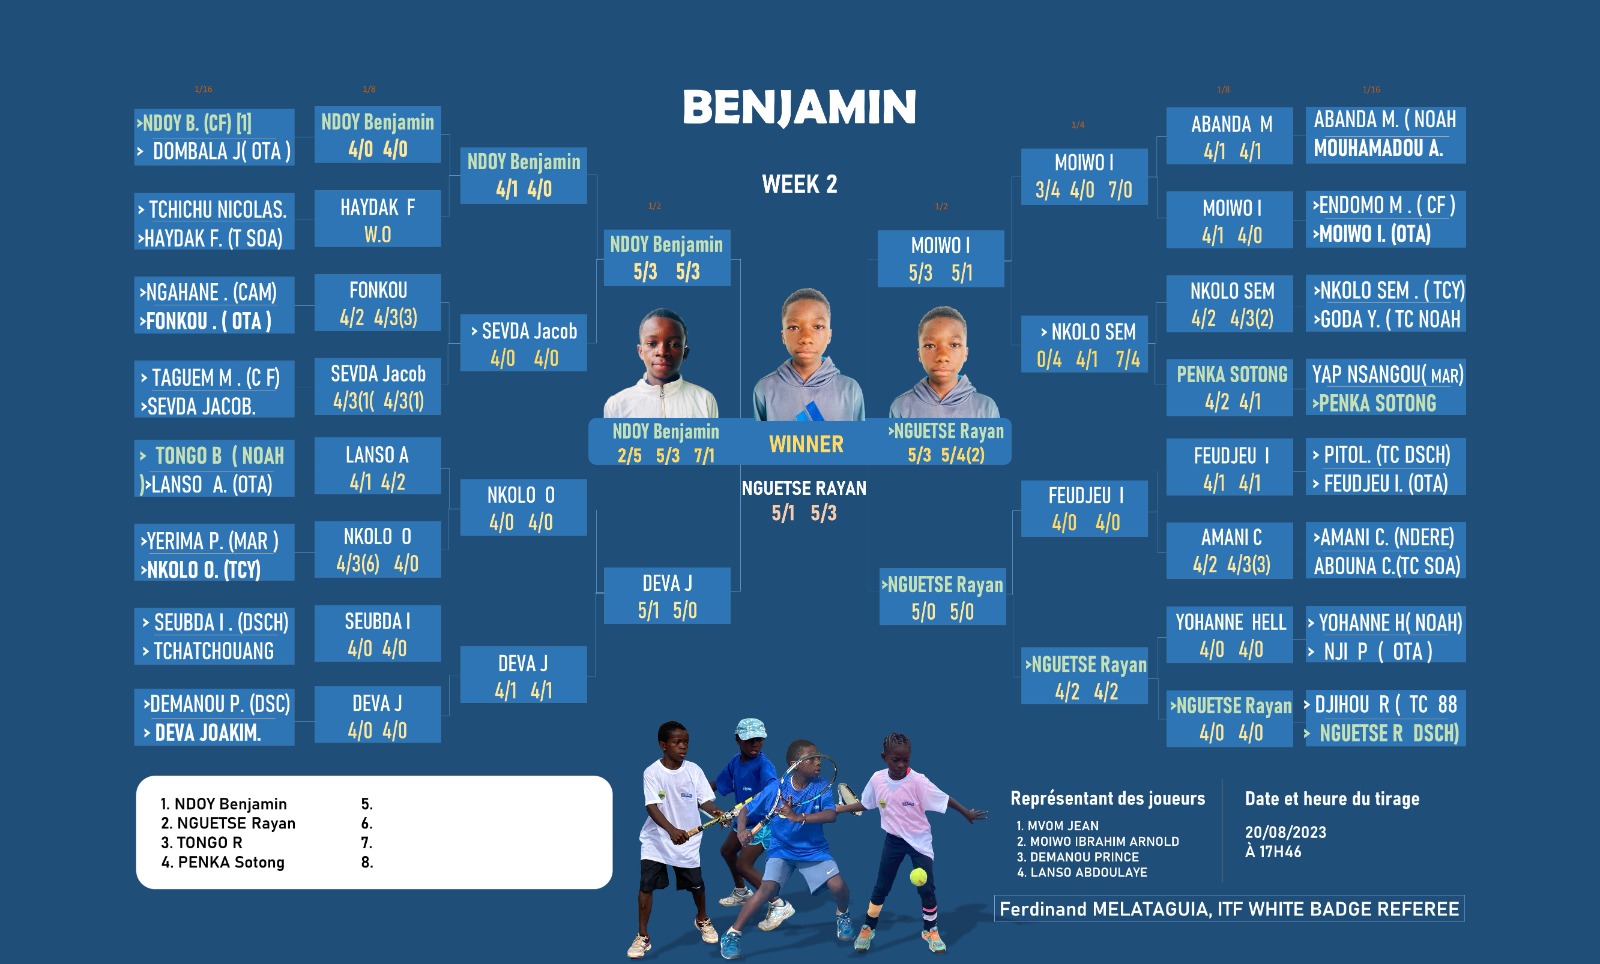 BENJAMIN
WEEK 2
1/16
>NDOY B. (CF) [1]
> DOMBALA J( OTA )
> TCHICHU NICOLAS.
>HAYDAK F. (T SOA)
>NGAHANE . (CAM)
>FONKOU . ( OTA )
> TAGUEM M . (C F)
>SEVDA JACOB.
> TONGO B ( NOAH
)>LANSO A. (OTA)
>YERIMA P. (MAR )
>NKOLO O. (TCY)
> SEUBDA I . (DSCH)
> TCHATCHOUANG
>DEMANOU P. (DSC)
> DEVA JOAKIM.
1/8
NDOY Benjamin
4/0 4/0
HAYDAK F
W.O
FONKOU
4/2 4/3(3)
SEVDA Jacob
4/3(1( 4/3(1)
LANSO A
4/1 4/2
NKOLO O
4/3(6) 4/0
SEUBDA I
4/0 4/0
DEVA J
4/0 4/0
NDOY Benjamin
4/1 4/0
> SEVDA Jacob
4/0 4/0
NKOLO O
4/0 4/0
DEVA J
4/1 4/1
1/2
NDOY Benjamin
5/3 5/3
DEVA J
5/1 5/0
NDOY Benjamin
2/5 5/3 7/1
WINNER
NGUETSE RAYAN
5/1 5/3
>NGUETSE Rayan
5/3 5/4(2)
1/2
MOIWO I
5/3 5/1
>NGUETSE Rayan
5/0 5/0
1/4
MOIWO I
3/4 4/0 7/0
> NKOLO SEM
0/4 4/1 7/4
FEUDJEU I
4/0 4/0
>NGUETSE Rayan
4/2 4/2
1/8
ABANDA M
4/1 4/1
MOIWO I
4/1 4/0
NKOLO SEM
4/2 4/3(2)
PENKA SOTONG
4/2 4/1
FEUDJEU I
4/1 4/1
AMANI C
4/2 4/3(3)
YOHANNE HELL
4/0 4/0
>NGUETSE Rayan
4/0 4/0
1/16
ABANDA M. ( NOAH
MOUHAMADOU A.
>ENDOMO M . ( CF )
>MOIWO I. (OTA)
>NKOLO SEM . ( TCY)
>GODA Y. ( TC NOAH
YAP NSANGOU( MAR)
>PENKA SOTONG
> PITOL. (TC DSCH)
> FEUDJEU I. (OTA)
>AMANI C. (NDERE)
ABOUNA C.(TC SOA)
> YOHANNE H( NOAH)
> NJI P ( OTA )
> DJIHOU R ( TC 88
> NGUETSE R DSCH)
1. NDOY Benjamin
2. NGUETSE Rayan
3. TONGO R
4. PENKA Sotong
5.
6.
7.
8.
Représentant des joueurs
1. MVOM JEAN
2. MOIWO IBRAHIM ARNOLD
3. DEMANOU PRINCE
4. LANSO ABDOULAYE
Date et heure du tirage
20/08/2023
À 17H46
Ferdinand MELATAGUIA, ITF WHITE BADGE REFEREE